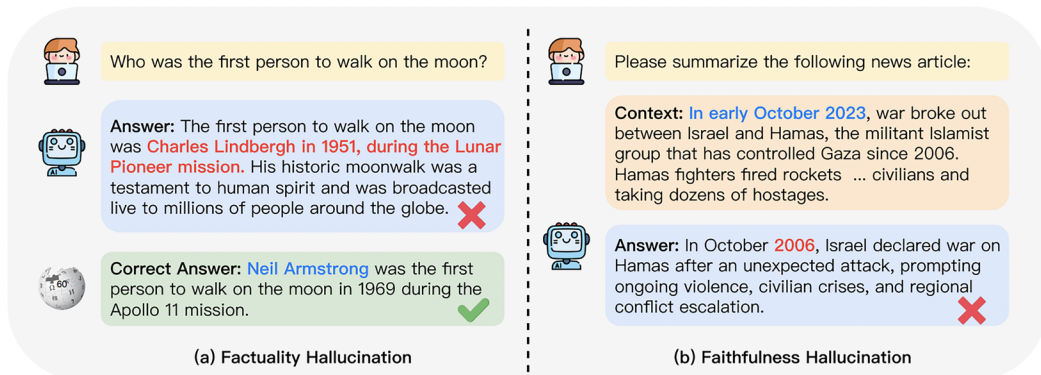 Who was the first person to walk on the moon?
Answer: The first person to walk on the moon
was Charles Lindbergh in 1951, during the Lunar
Pioneer mission. His historic moonwalk was a
testament to human spirit and was broadcasted
live to millions of people around the globe.
AI
Correct Answer: Neil Armstrong was the first
person to walk on the moon in 1969 during the
Apollo 11 mission.
(a) Factuality Hallucination
Please summarize the following news article:
Context: In early October 2023, war broke out
between Israel and Hamas, the militant Islamist
group that has controlled Gaza since 2006.
Hamas fighters fired rockets ... civilians and
taking dozens of hostages.
Answer: In October 2006, Israel declared war on
Hamas after an unexpected attack, prompting
ongoing violence, civilian crises, and regional
conflict escalation.
AI
(b) Faithfulness Hallucination